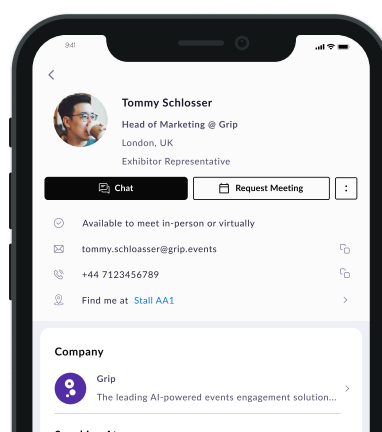 9:41
Tommy Schlosser
Head of Marketing @ Grip
London, UK
Exhibitor Representative
Chat
Request Meeting
Available to meet in-person or virtually
tommy.schloasser@grip.events
+44 7123456789
Find me at Stall AA1
Company
Grip
The leading AI-powered events engagement solution...